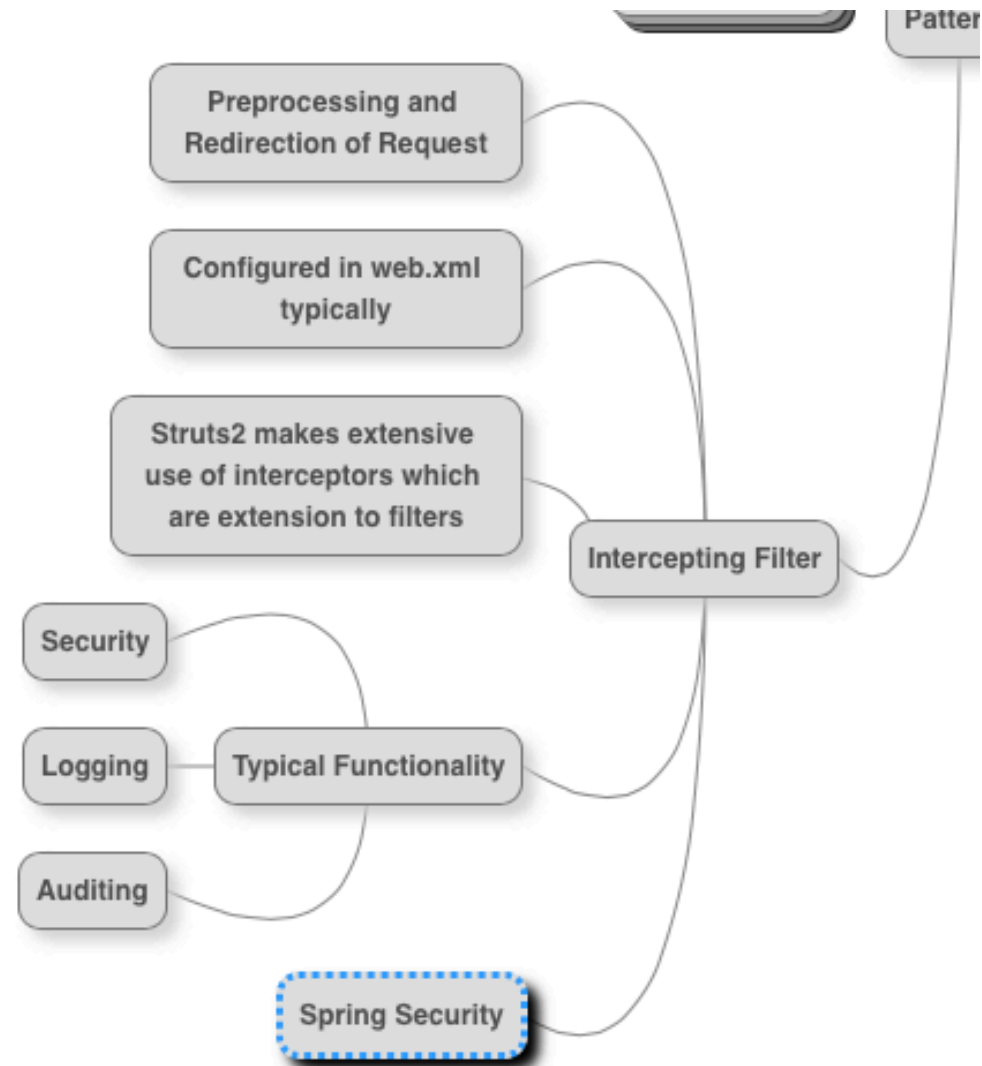 Patter
Preprocessing and
Redirection of Request
Configured in web.xml
typically
Struts2 makes extensive
use of interceptors which
are extension to filters
Intercepting Filter
Security
Logging
Typical Functionality
Auditing
Spring Security